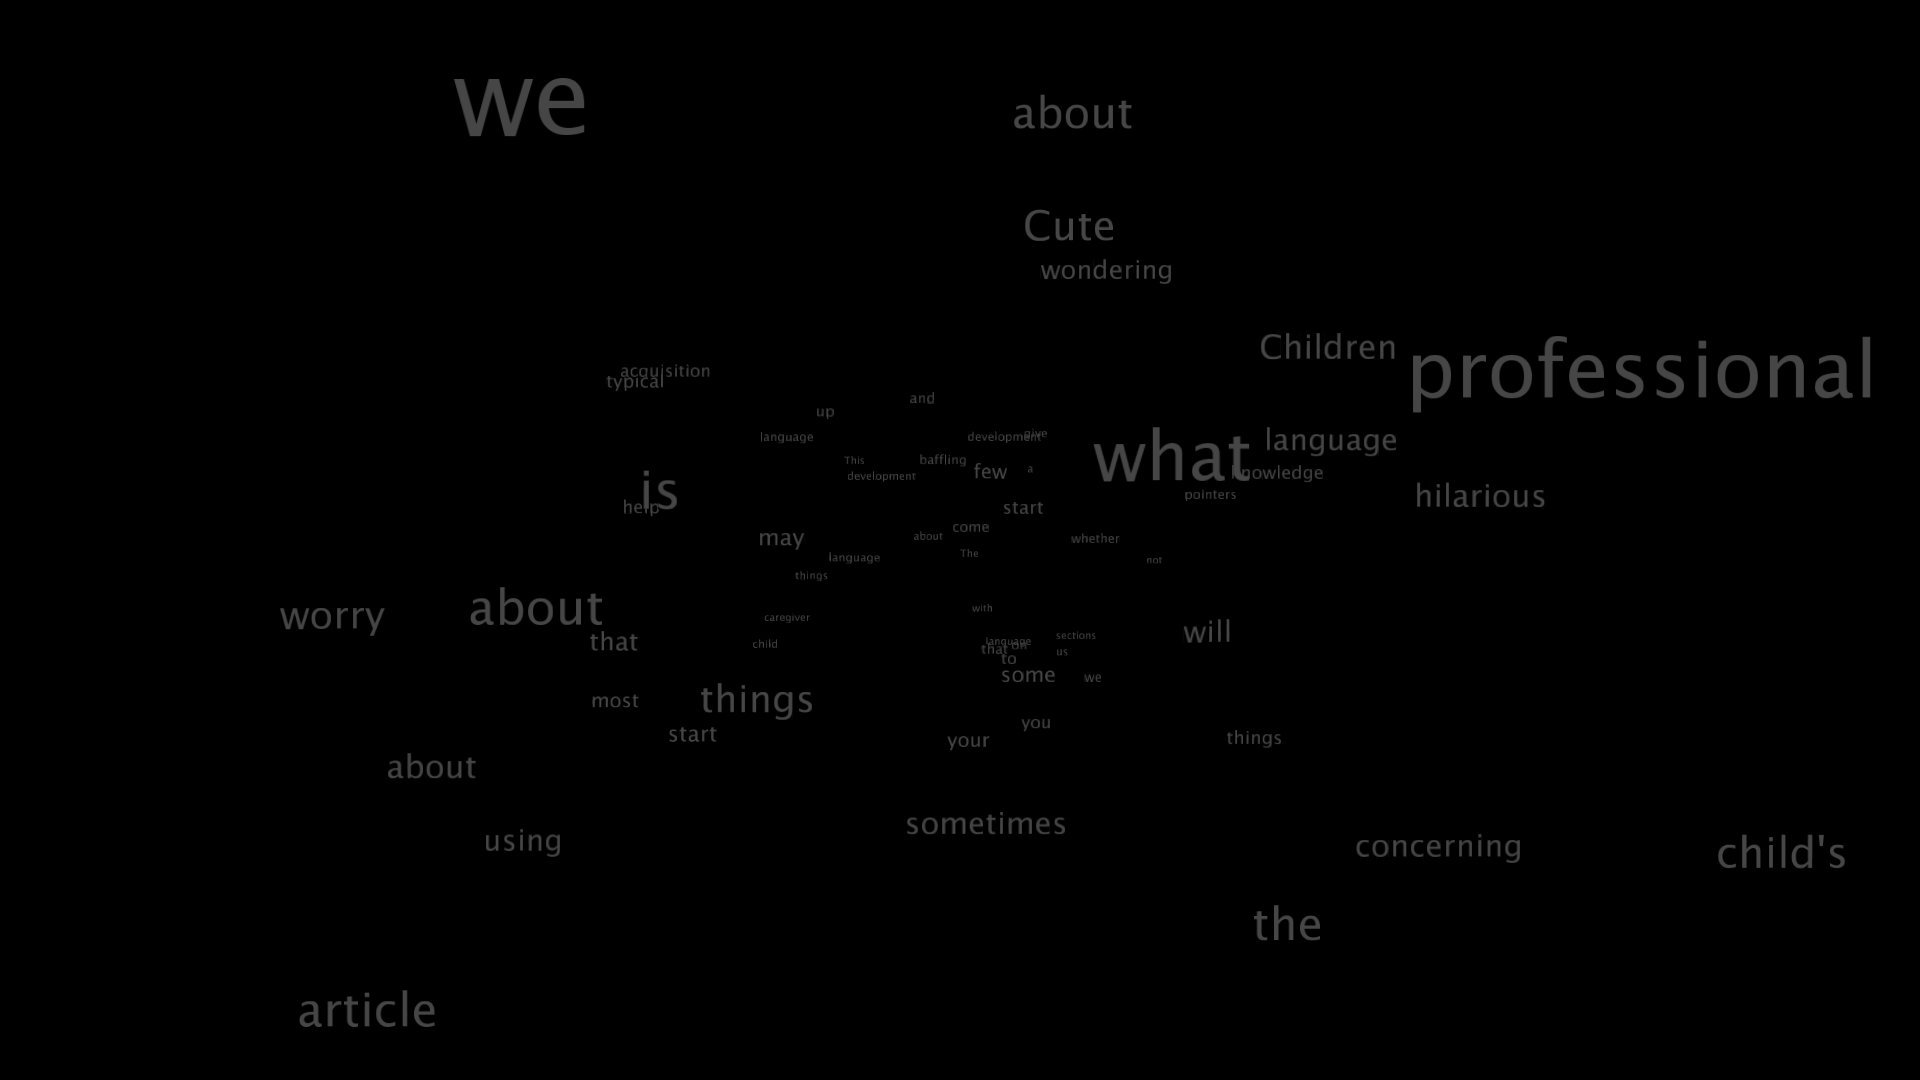 we
about
Cute
wondering
Children
professional
acquisition
typical
and
up
language
development
give
what
language
This
baffling
few
a
knowledge
development
is
pointers
hilarious
help
start
come
may
about
whether
The
language
not
things
about
with
worry
caregiver
will
sections
language
that
child
on
that
us
to
some
we
things
most
you
start
your
things
about
sometimes
using
concerning
child's
the
article